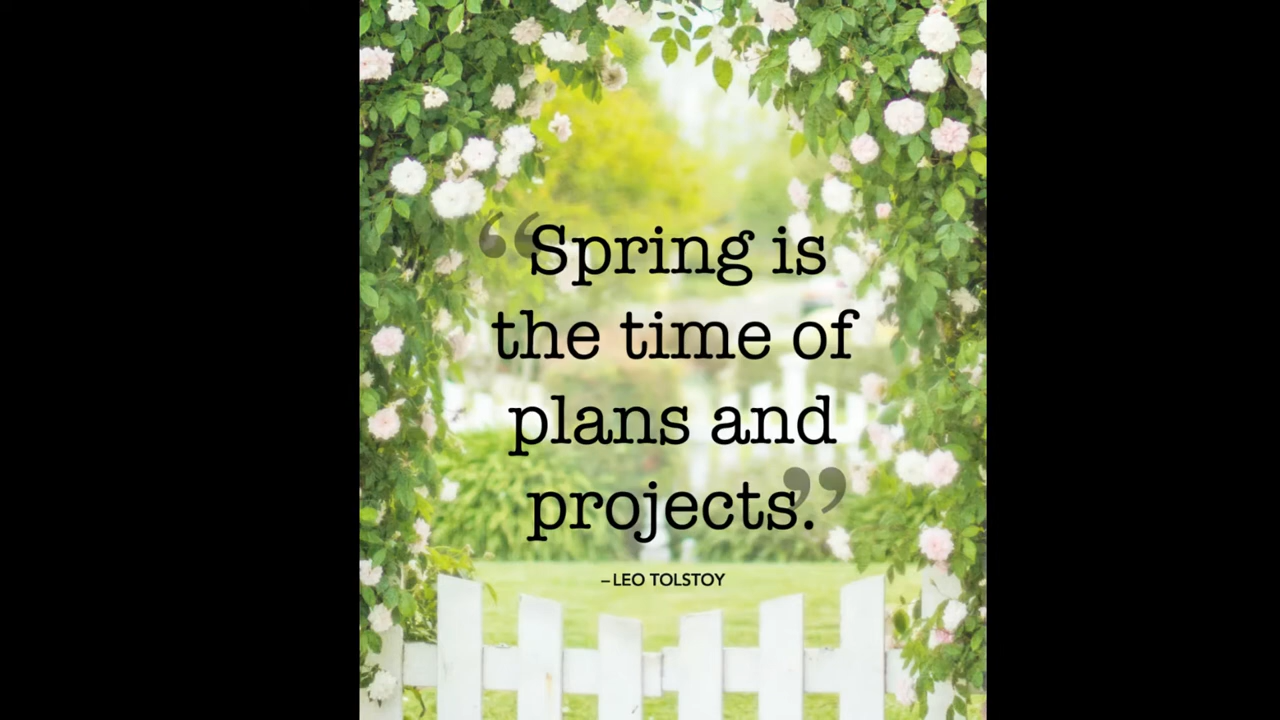 “Spring is
the time of
plans and
projects.”
–LEO TOLSTOY